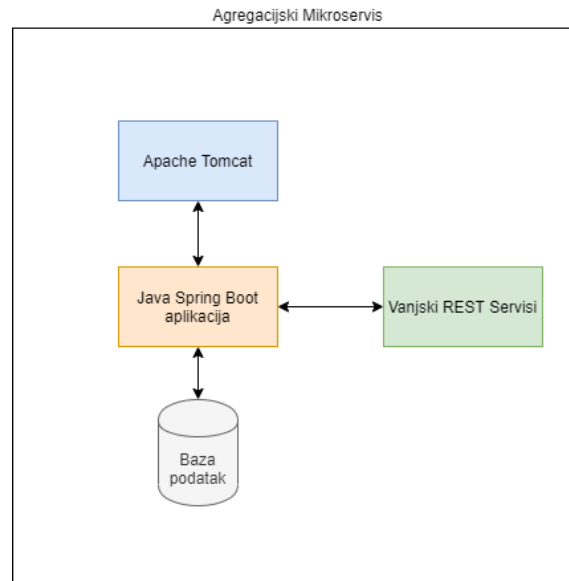 Agregacijski Mikroservis
Apache Tomcat
Java Spring Boot
aplikacija
Vanjski REST Servisi
Baza
podatak